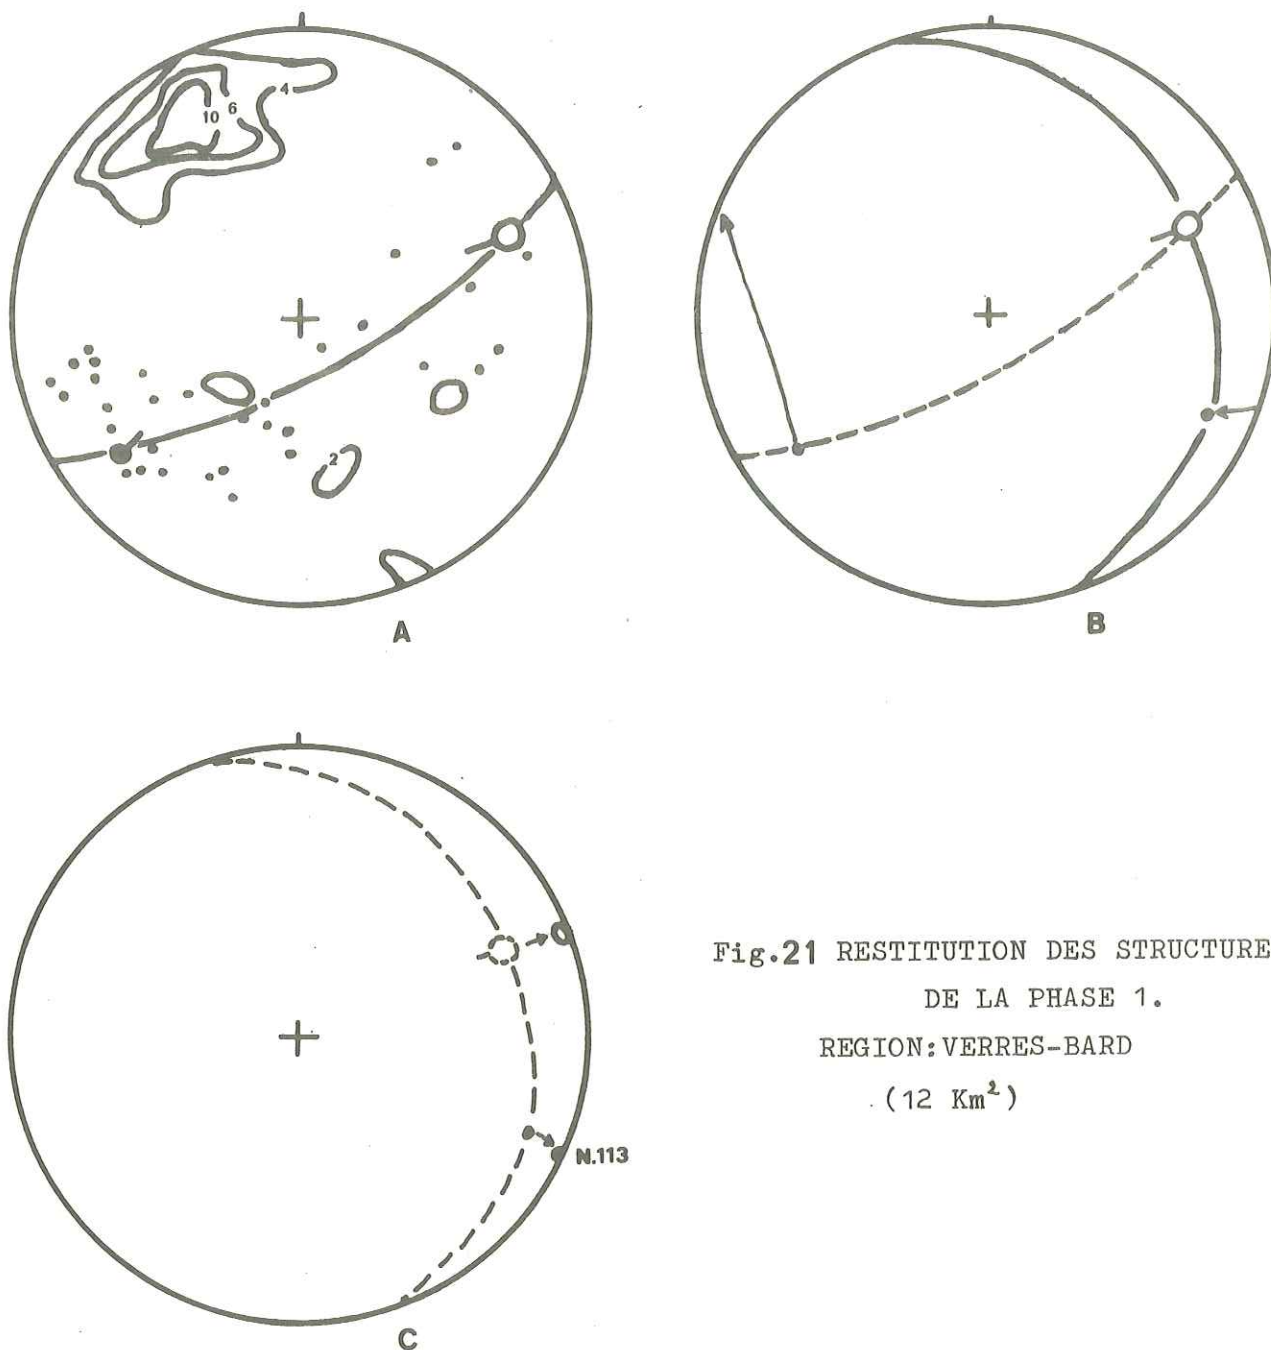 4
6
10
2
A
B
N.113
C
Fig.21 RESTITUTION DES STRUCTURE
DE LA PHASE 1.
REGION:VERRES-BARD
(12 Km²)